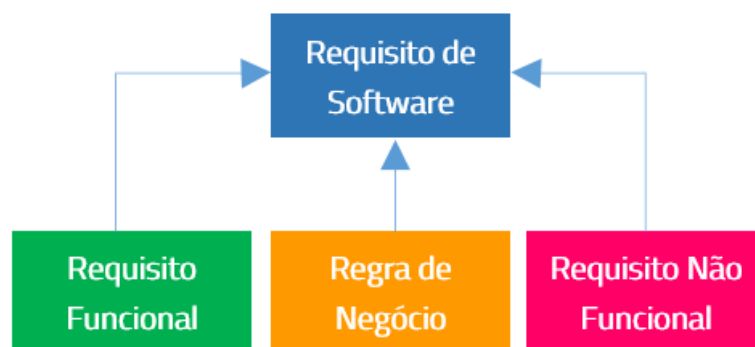 Requisito de
Software
Requisito
Funcional
Regra de
Negócio
Requisito Não
Funcional